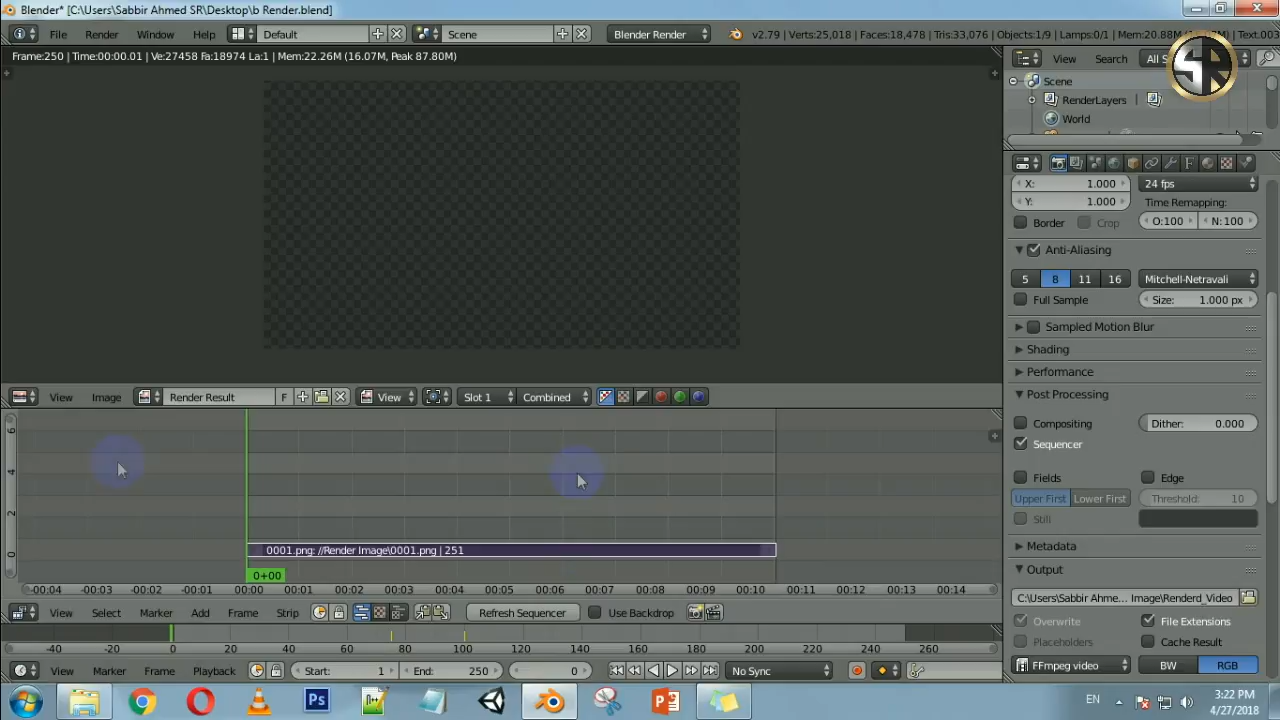 Blender* [C:\Users\Sabbir Ahmed SR\Desktop\b Render.blend]
File Render Window Help Default Scene Blender Render v2.79 | Verts:25,018 | Faces:18,478 | Tris:33,076 | Objects:1/9 | Lamps:0/1 | Mem:20.88M
Frame:250 | Time:00:00.01 | Ve:27458 Fa:18974 La:1 | Mem:22.26M (16.07M, Peak 87.80M)
View Search All S
Scene
RenderLayers
World
X: 1.000
24 fps
Y: 1.000
Time Remapping:
Border Crop O:100 N:100
Anti-Aliasing
5 8 11 16 Mitchell-Netravali
Full Sample Size: 1.000 px
Sampled Motion Blur
Shading
Performance
Post Processing
Compositing Dither: 0.000
Sequencer
Fields Edge
Upper First Lower First Threshold: 10
Still
Metadata
Output
C:\Users\Sabbir Ahme... Image\Renderd_Video
Overwrite File Extensions
Placeholders Cache Result
FFmpeg video BW RGB
View Image Render Result F View Slot 1 Combined
6
4
2
0
0001.png: //Render Image\0001.png | 251
0+00
-00:04 -00:03 -00:02 -00:01 00:00 00:01 00:02 00:03 00:04 00:05 00:06 00:07 00:08 00:09 00:10 00:11 00:12 00:13 00:14
View Select Marker Add Frame Strip Refresh Sequencer Use Backdrop
-40 -20 0 20 40 60 80 100 120 140 160 180 200 220 240 260
View Marker Frame Playback Start: 1 End: 250 0 No Sync
Ps
EN
3:22 PM
4/27/2018